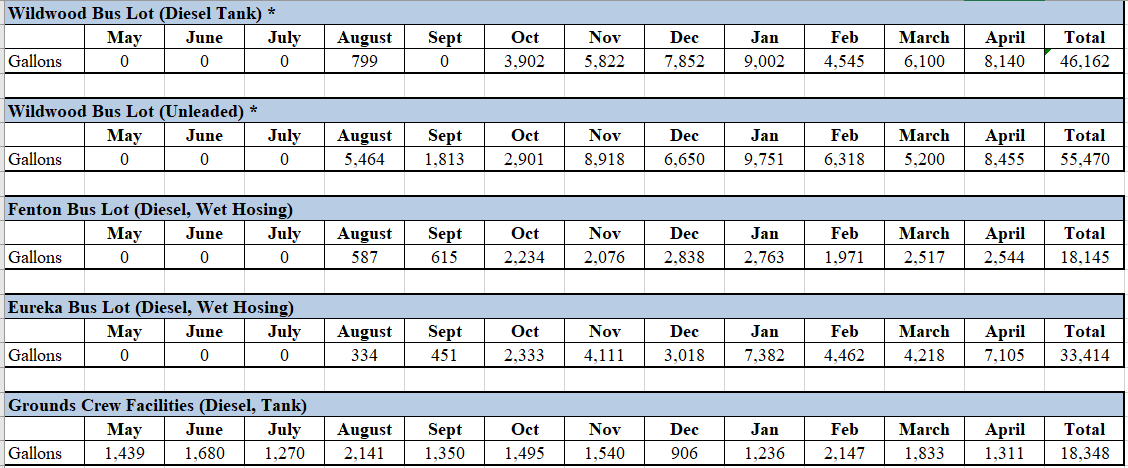 Wildwood Bus Lot (Diesel Tank) *
May June July August Sept Oct Nov Dec Jan Feb March April Total
Gallons 0 0 0 799 0 3,902 5,822 7,852 9,002 4,545 6,100 8,140 46,162
Wildwood Bus Lot (Unleaded) *
May June July August Sept Oct Nov Dec Jan Feb March April Total
Gallons 0 0 0 5,464 1,813 2,901 8,918 6,650 9,751 6,318 5,200 8,455 55,470
Fenton Bus Lot (Diesel, Wet Hosing)
May June July August Sept Oct Nov Dec Jan Feb March April Total
Gallons 0 0 0 587 615 2,234 2,076 2,838 2,763 1,971 2,517 2,544 18,145
Eureka Bus Lot (Diesel, Wet Hosing)
May June July August Sept Oct Nov Dec Jan Feb March April Total
Gallons 0 0 0 334 451 2,333 4,111 3,018 7,382 4,462 4,218 7,105 33,414
Grounds Crew Facilities (Diesel, Tank)
May June July August Sept Oct Nov Dec Jan Feb March April Total
Gallons 1,439 1,680 1,270 2,141 1,350 1,495 1,540 906 1,236 2,147 1,833 1,311 18,348